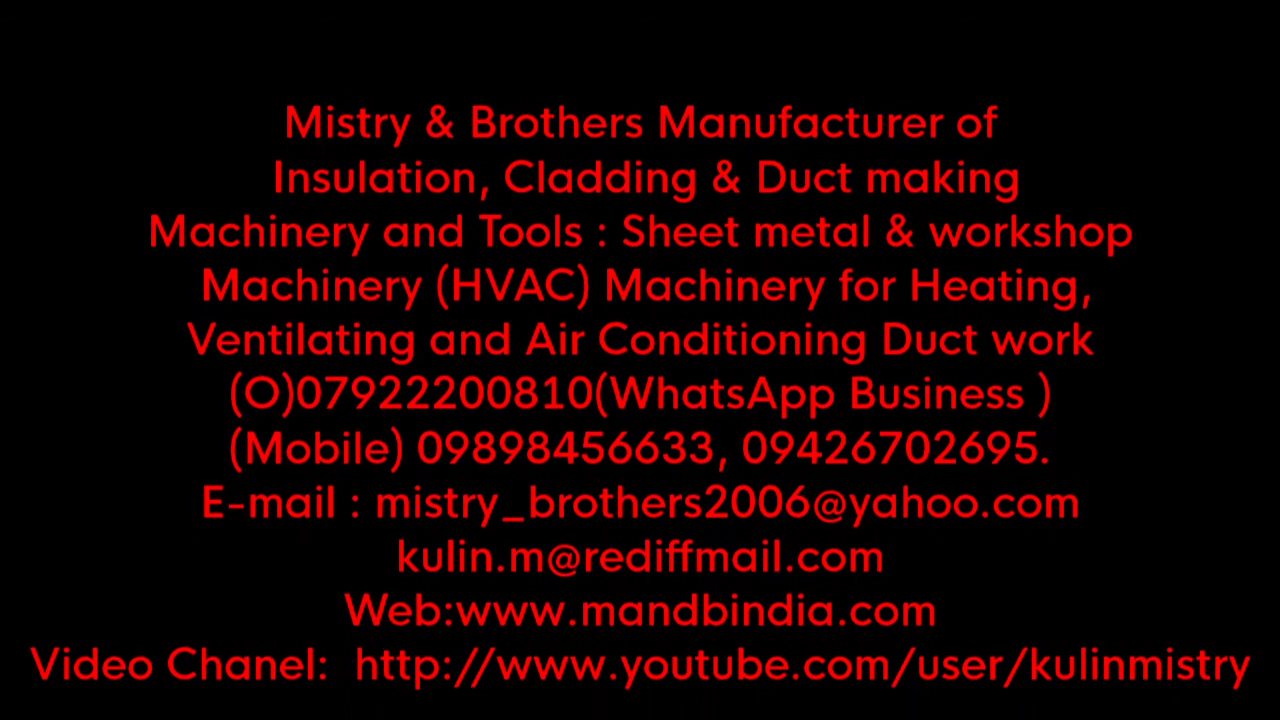 Mistry & Brothers Manufacturer of
Insulation, Cladding & Duct making
Machinery and Tools : Sheet metal & workshop
Machinery (HVAC) Machinery for Heating,
Ventilating and Air Conditioning Duct work
(O)07922200810(WhatsApp Business )
(Mobile) 09898456633, 09426702695.
E-mail : mistry_brothers2006@yahoo.com
kulin.m@rediffmail.com
Web:www.mandbindia.com
Video Chanel:  http://www.youtube.com/user/kulinmistry